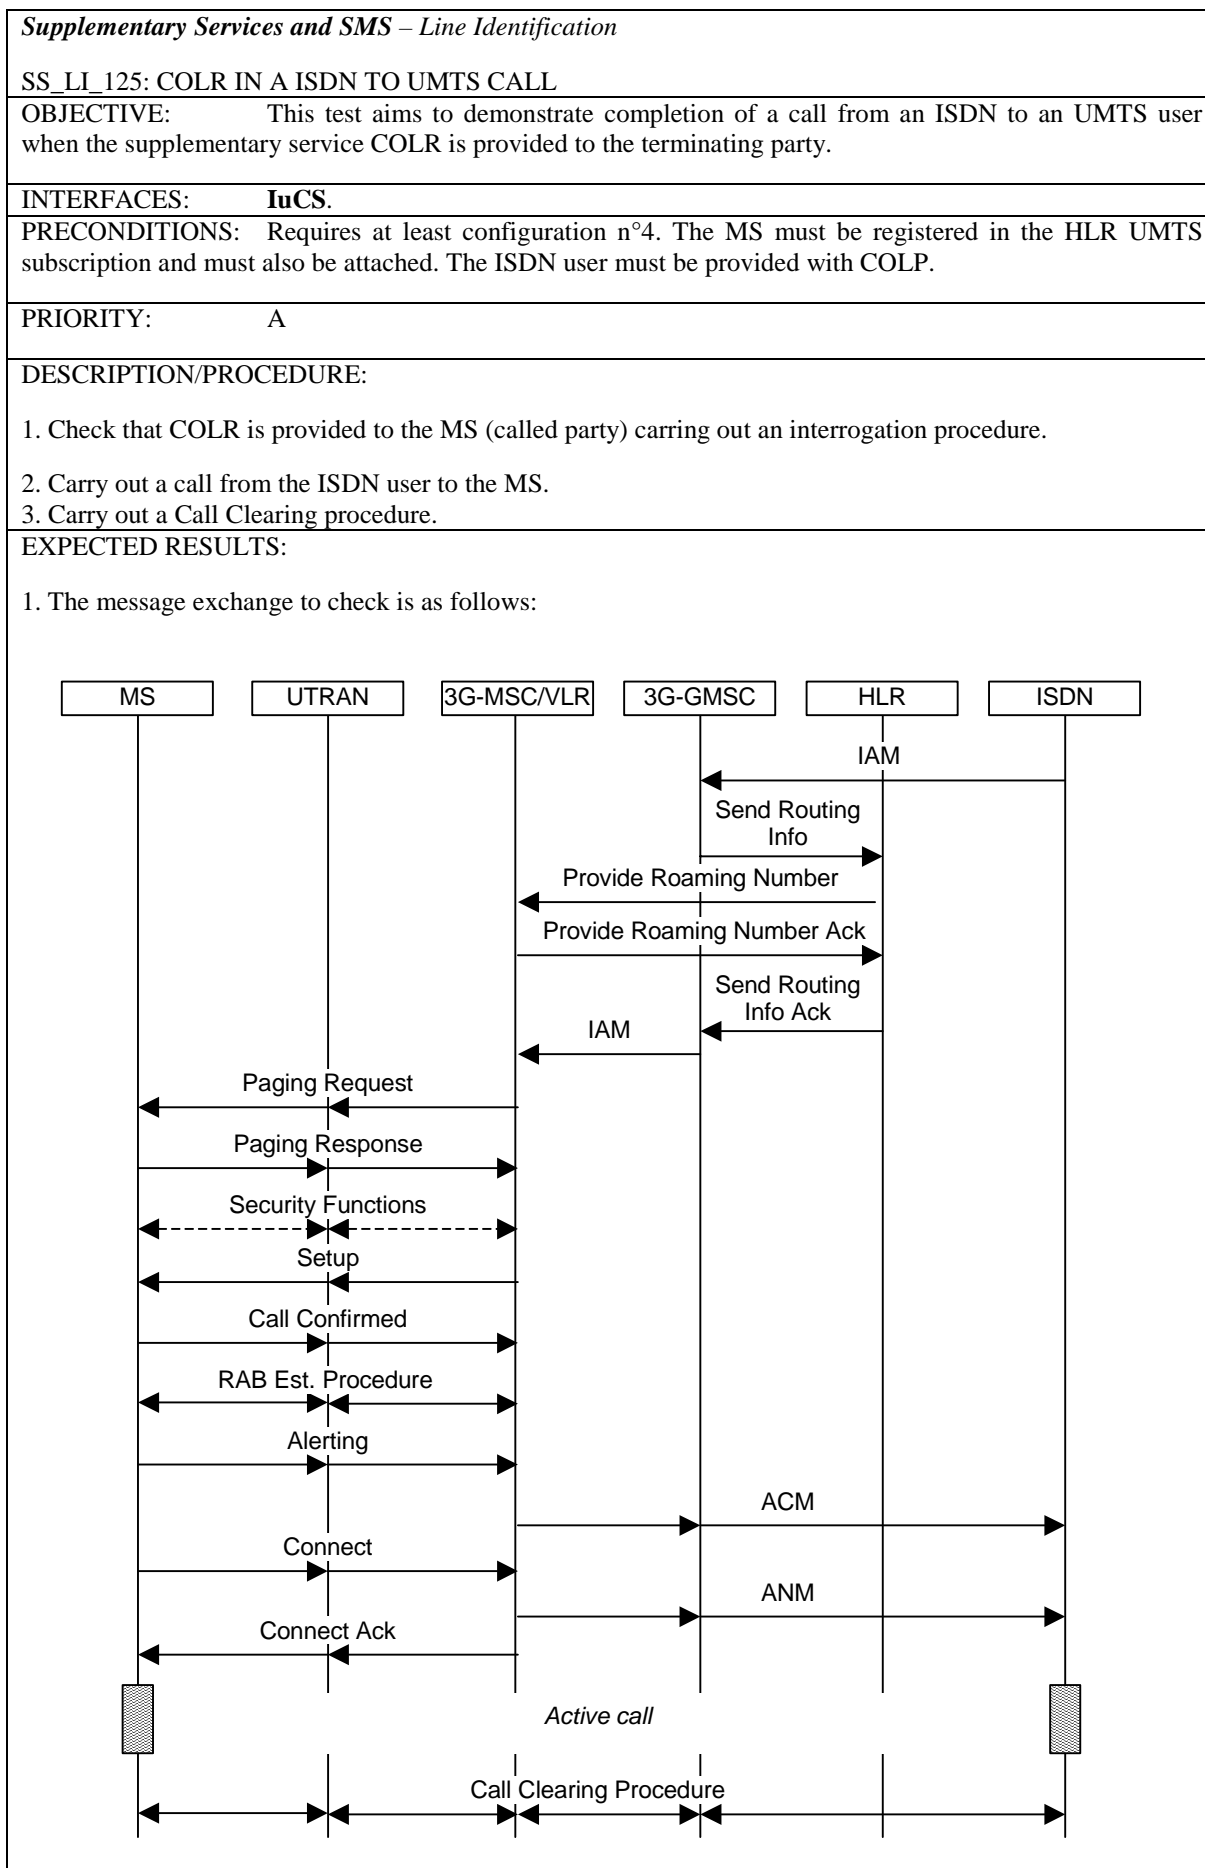 Supplementary Services and SMS – Line Identification
SS_LI_125: COLR IN A ISDN TO UMTS CALL
OBJECTIVE: This test aims to demonstrate completion of a call from an ISDN to an UMTS user
when the supplementary service COLR is provided to the terminating party.
INTERFACES: IuCS.
PRECONDITIONS: Requires at least configuration n°4. The MS must be registered in the HLR UMTS
subscription and must also be attached. The ISDN user must be provided with COLP.
PRIORITY: A
DESCRIPTION/PROCEDURE:
1. Check that COLR is provided to the MS (called party) carring out an interrogation procedure.
2. Carry out a call from the ISDN user to the MS.
3. Carry out a Call Clearing procedure.
EXPECTED RESULTS:
1. The message exchange to check is as follows:
MS UTRAN 3G-MSC/VLR 3G-GMSC HLR ISDN
IAM
Send Routing
Info
Provide Roaming Number
Provide Roaming Number Ack
Send Routing
Info Ack
IAM
Paging Request
Paging Response
Security Functions
Setup
Call Confirmed
RAB Est. Procedure
Alerting
ACM
Connect
ANM
Connect Ack
Active call
Call Clearing Procedure